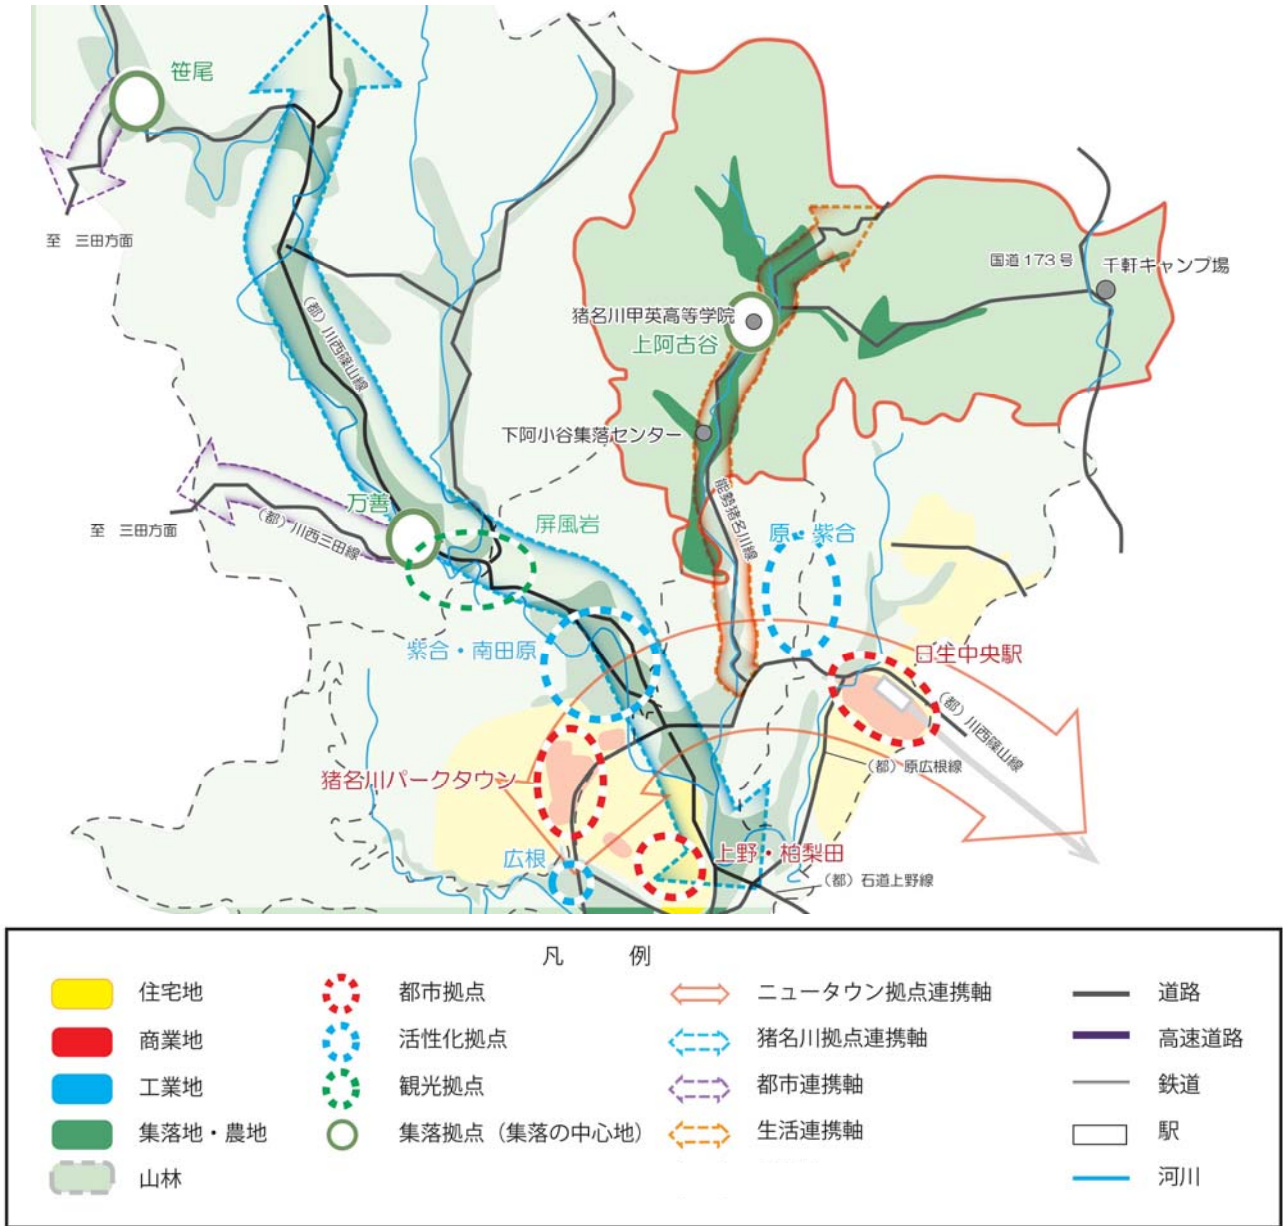 笹尾
至 三田方面
国道173号
千軒キャンプ場
猪名川甲英高等学院
上阿古谷
(都)川西篠山線
下阿小谷集落センター
能勢猪名川線
万善
屏風岩
原・紫合
至 三田方面
(都)川西三田線
紫合・南田原
日生中央駅
(都)川西篠山線
(都)原広根線
猪名川パークタウン
広根
上野・柏梨田
(都)石道上野線
凡 例
住宅地
商業地
工業地
集落地・農地
山林
都市拠点
活性化拠点
観光拠点
集落拠点（集落の中心地）
ニュータウン拠点連携軸
猪名川拠点連携軸
都市連携軸
生活連携軸
道路
高速道路
鉄道
駅
河川